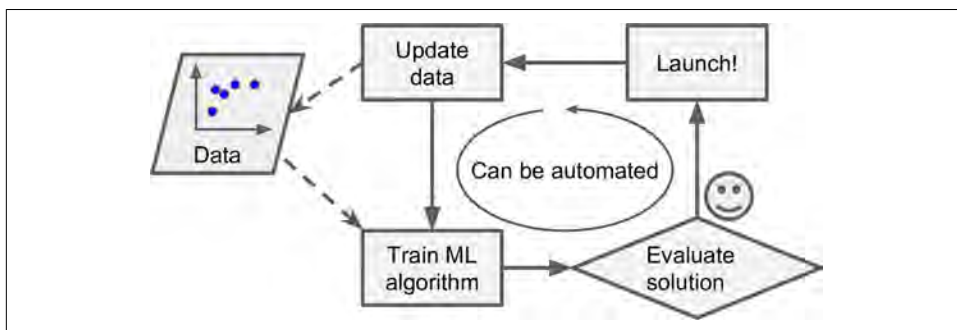 Update
data
Launch!
Data
Can be automated
Train ML
algorithm
Evaluate
solution